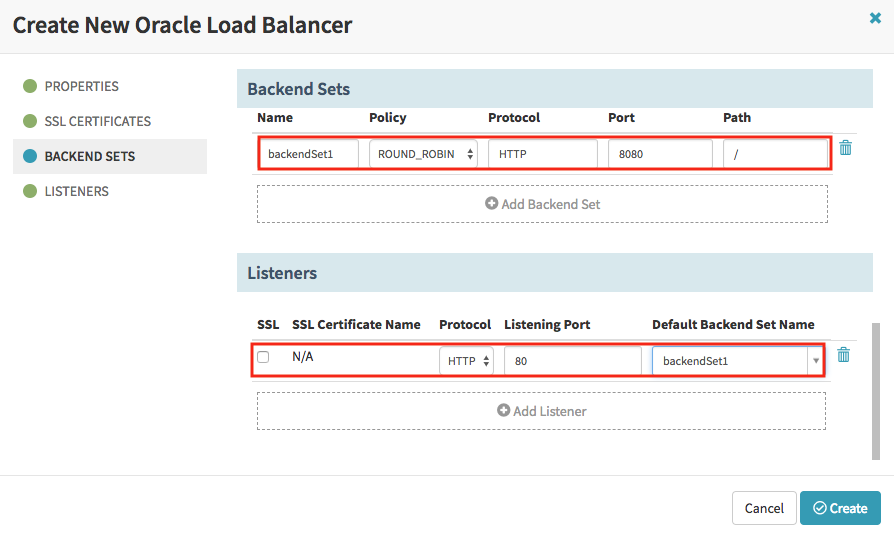 Create New Oracle Load Balancer
PROPERTIES
SSL CERTIFICATES
BACKEND SETS
LISTENERS
Backend Sets
Name Policy Protocol Port Path
backendSet1 ROUND_ROBIN HTTP 8080 /
Add Backend Set
Listeners
SSL SSL Certificate Name Protocol Listening Port Default Backend Set Name
N/A HTTP 80 backendSet1
Add Listener
Cancel Create